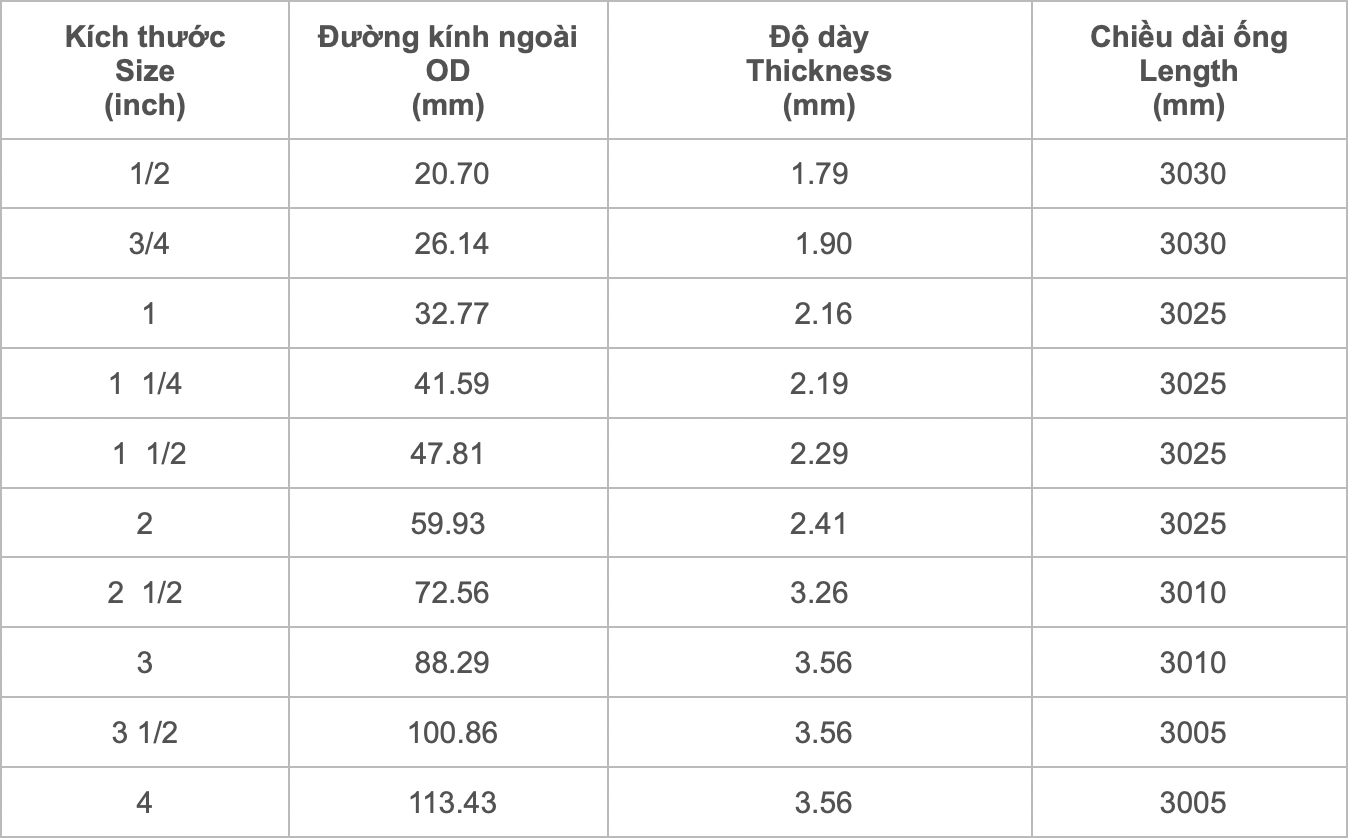 Kích thước
Size
(inch)
Đường kính ngoài
OD
(mm)
Độ dày
Thickness
(mm)
Chiều dài ống
Length
(mm)
1/2 20.70 1.79 3030
3/4 26.14 1.90 3030
1 32.77 2.16 3025
1 1/4 41.59 2.19 3025
1 1/2 47.81 2.29 3025
2 59.93 2.41 3025
2 1/2 72.56 3.26 3010
3 88.29 3.56 3010
3 1/2 100.86 3.56 3005
4 113.43 3.56 3005